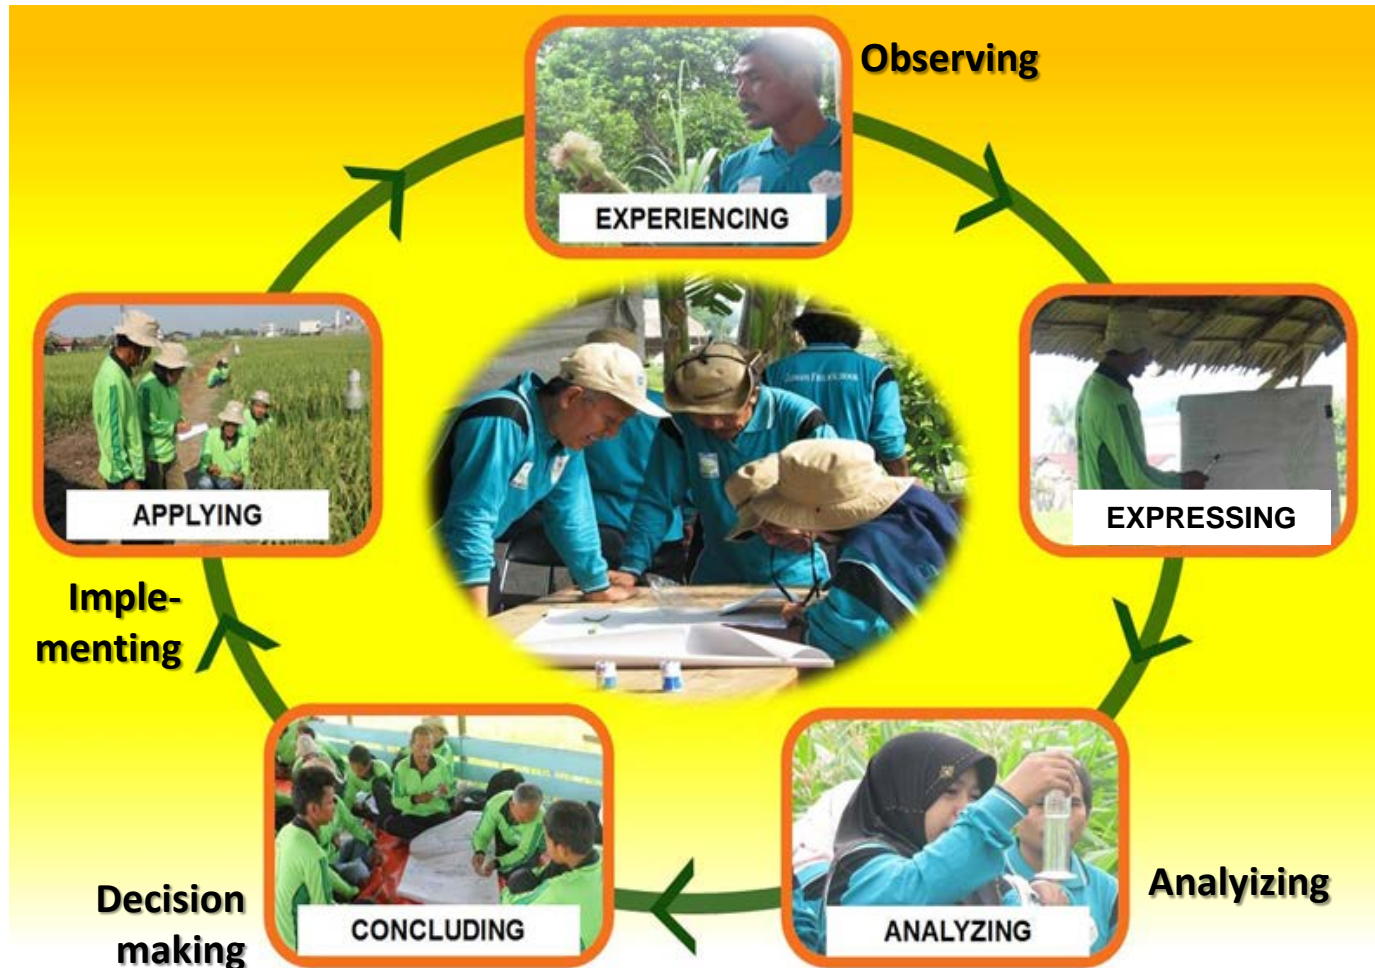 Observing
EXPERIENCING
EXPRESSING
APPLYING
Imple-
menting
Analyizing
ANALYZING
CONCLUDING
Decision
making